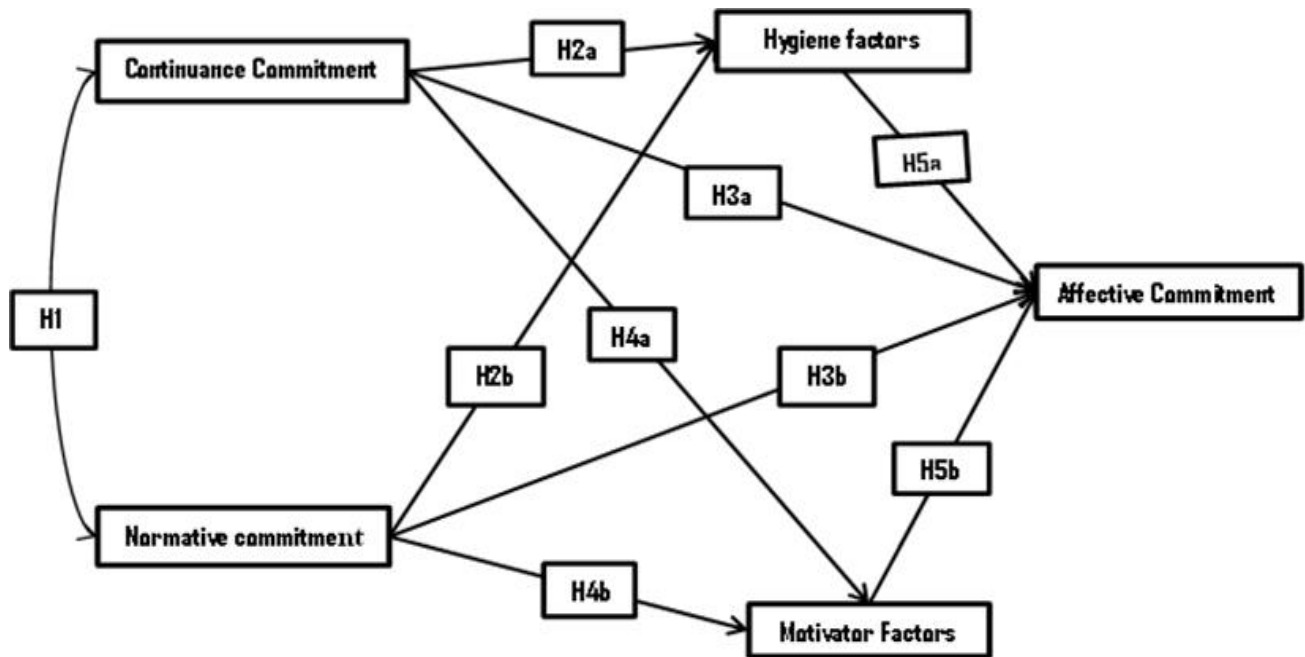 Continuance Commitment
H2a
Hygiene factors
H5a
H3a
Affective Commitment
H1
H4a
H2b
H3b
H5b
Normative commitment
H4b
Motivator Factors